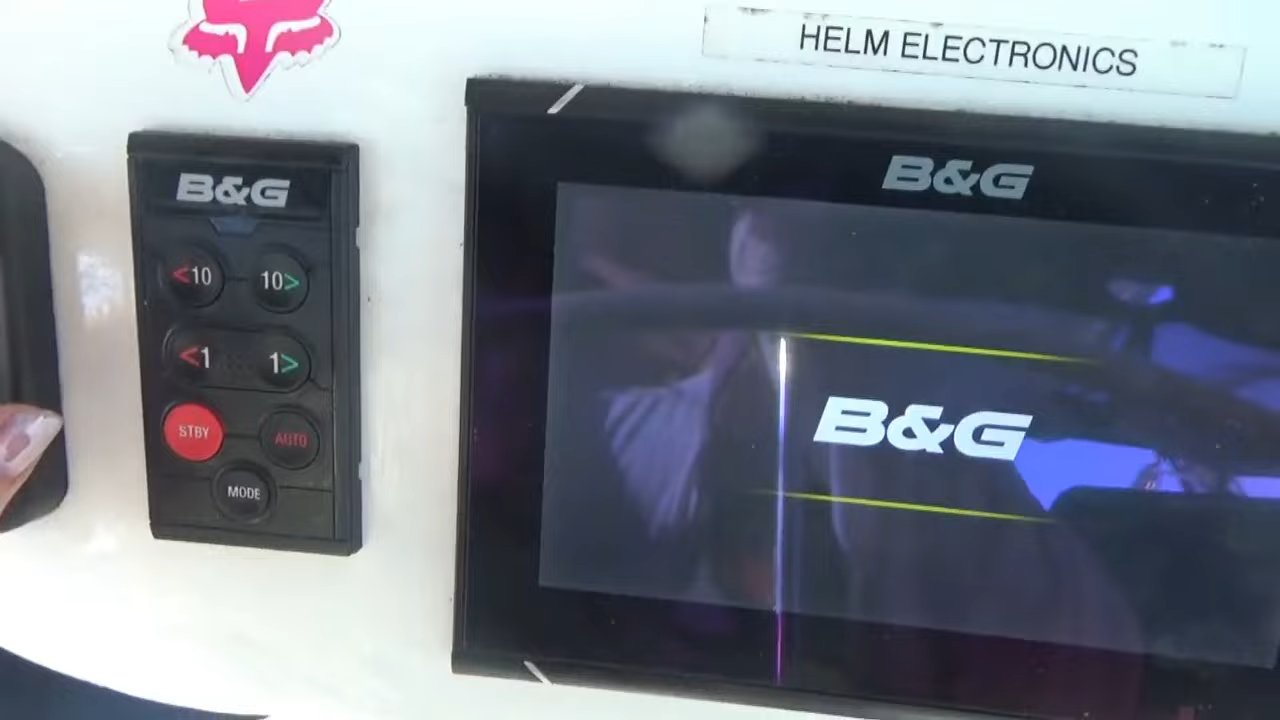 HELM ELECTRONICS
B&G
<10 10>
<1 1>
STBY AUTO
MODE
B&G
B&G